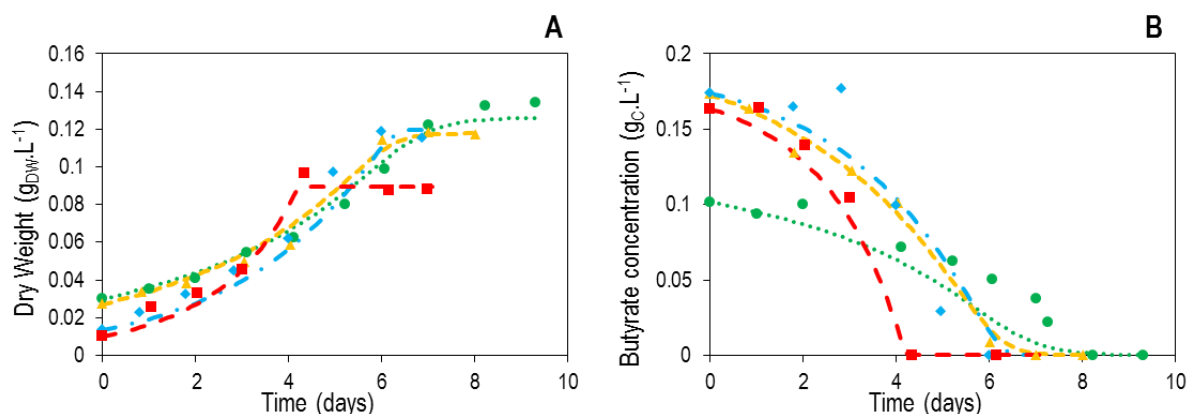 A
Dry Weight (g_DW.L^-1)
0.16
0.14
0.12
0.1
0.08
0.06
0.04
0.02
0
0 2 4 6 8 10
Time (days)
B
Butyrate concentration (g_C.L^-1)
0.2
0.15
0.1
0.05
0
0 2 4 6 8 10
Time (days)